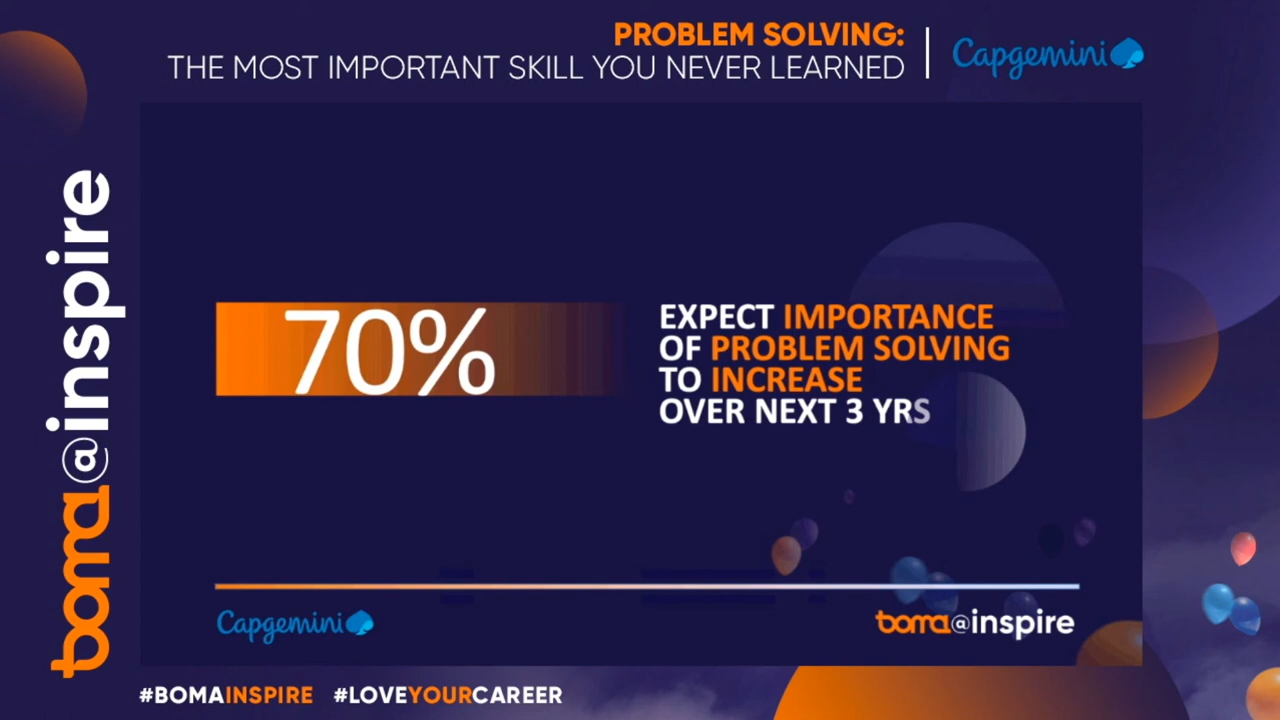 PROBLEM SOLVING:
THE MOST IMPORTANT SKILL YOU NEVER LEARNED
Capgemini
boma@inspire
70%
EXPECT IMPORTANCE
OF PROBLEM SOLVING
TO INCREASE
OVER NEXT 3 YRS
Capgemini
boma@inspire
#BOMAINSPIRE #LOVEYOURCAREER